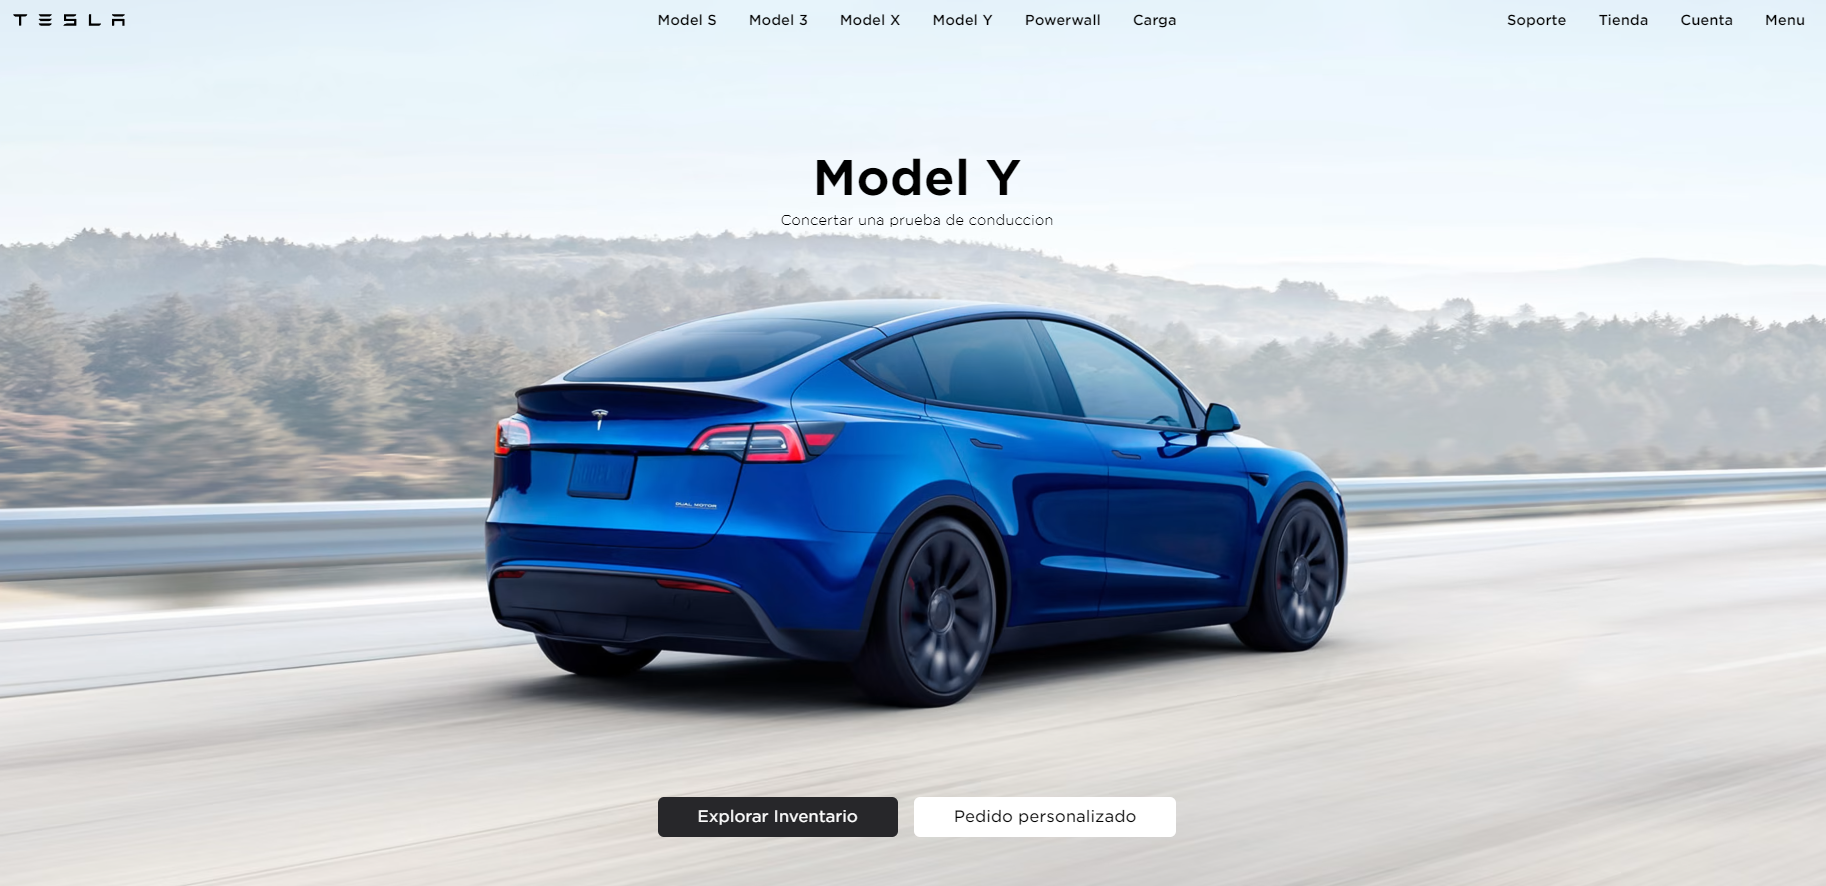 TESLA
Model S Model 3 Model X Model Y Powerwall Carga
Soporte Tienda Cuenta Menu
Model Y
Concertar una prueba de conduccion
DUAL MOTOR
Explorar Inventario
Pedido personalizado